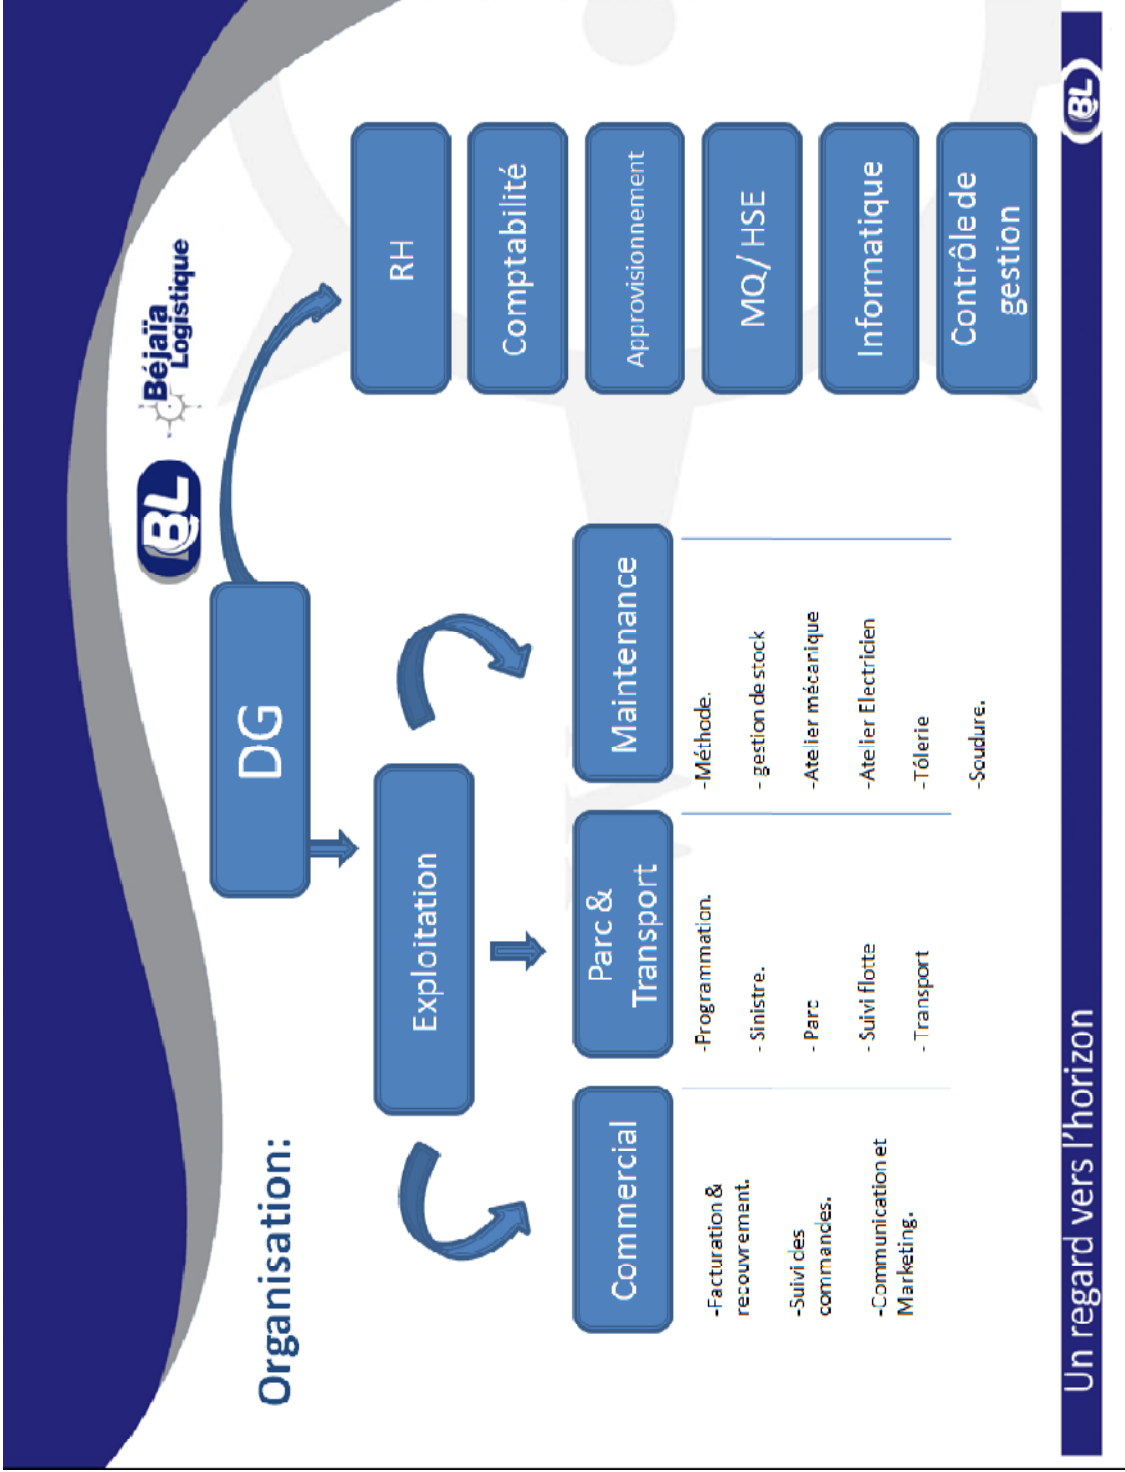 BL
Béjaïa
Logistique
Organisation:
DG
Exploitation
Commercial
-Facturation &
recouvrement.
-Suivi des
commandes.
-Communication et
Marketing.
Parc &
Transport
-Programmation.
- Sinistre.
- Parc
- Suivi flotte
- Transport
Maintenance
-Méthode.
- gestion de stock
-Atelier mécanique
-Atelier Electricien
-Tôlerie
-Soudure.
RH
Comptabilité
Approvisionnement
MQ/ HSE
Informatique
Contrôle de
gestion
Un regard vers l'horizon
BL